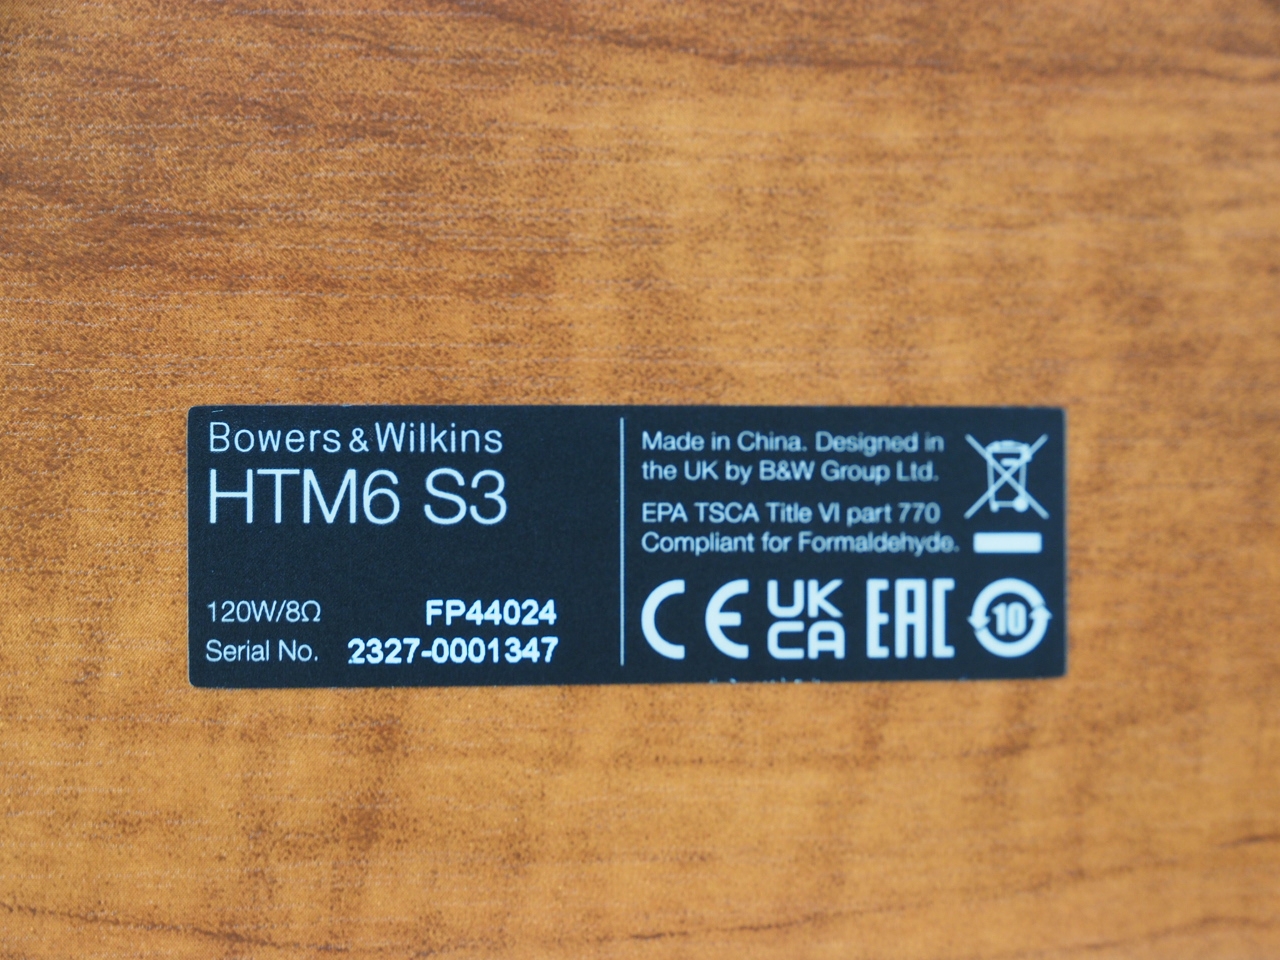 Bowers & Wilkins
HTM6 S3
120W/8Ω FP44024
Serial No. 2327-0001347
Made in China. Designed in
the UK by B&W Group Ltd.
EPA TSCA Title VI part 770
Compliant for Formaldehyde.
CE UK CA EAC 10